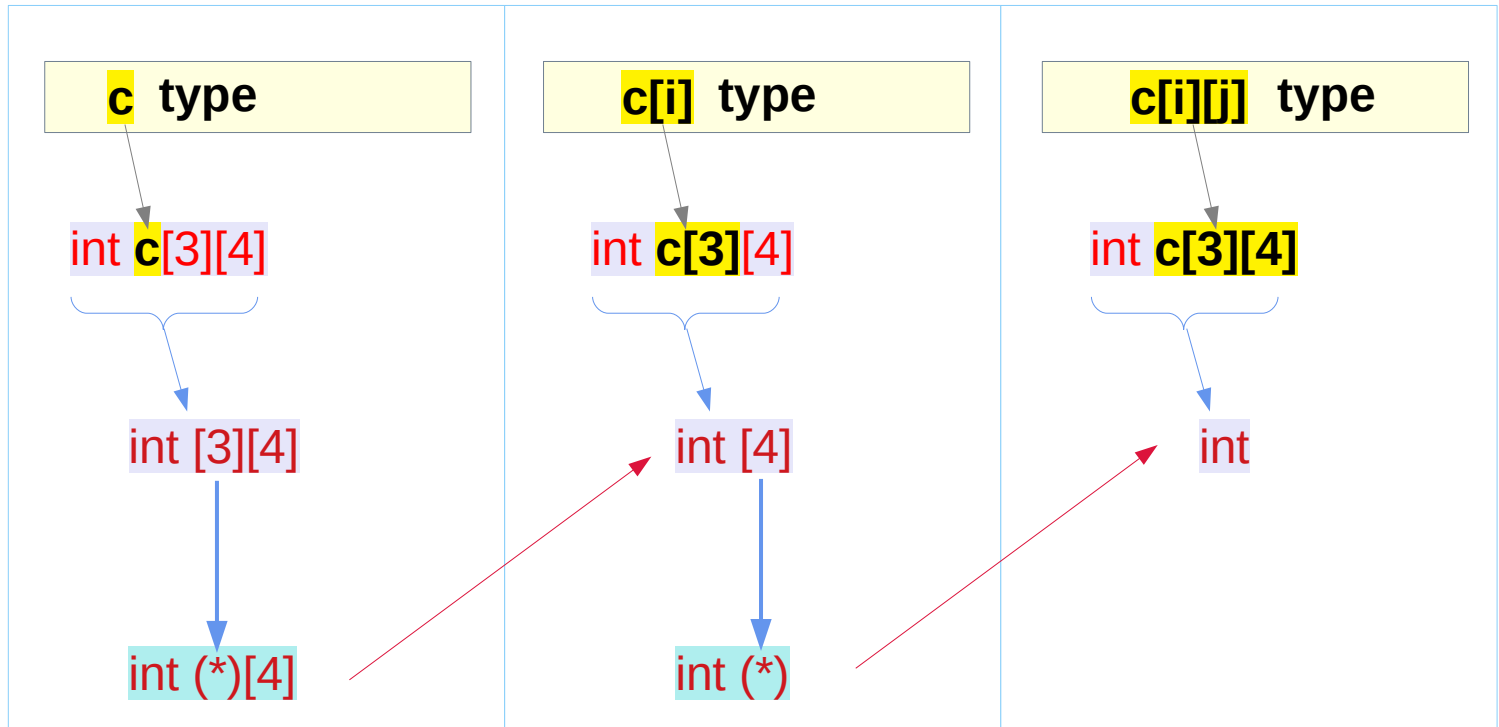 c type
int c[3][4]
int [3][4]
int (*)[4]
c[i] type
int c[3][4]
int [4]
int (*)
c[i][j] type
int c[3][4]
int